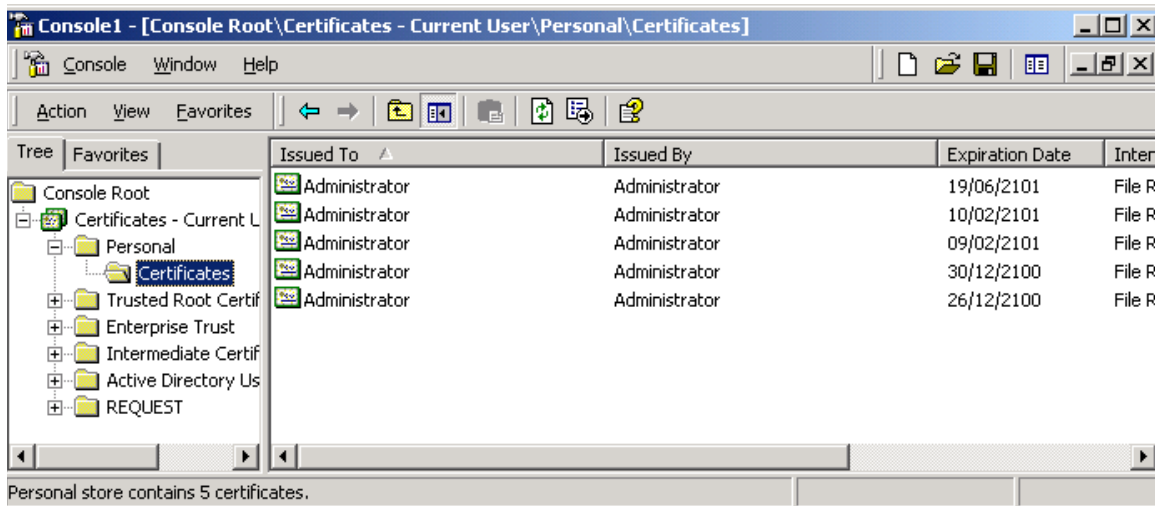 Console1 - [Console Root\Certificates - Current User\Personal\Certificates]
Console Window Help
Action View Favorites
Tree Favorites
Issued To Issued By Expiration Date Inter
Console Root
Certificates - Current U
Personal
Certificates
Trusted Root Certif
Enterprise Trust
Intermediate Certif
Active Directory Us
REQUEST
Administrator Administrator 19/06/2101 File R
Administrator Administrator 10/02/2101 File R
Administrator Administrator 09/02/2101 File R
Administrator Administrator 30/12/2100 File R
Administrator Administrator 26/12/2100 File R
Personal store contains 5 certificates.